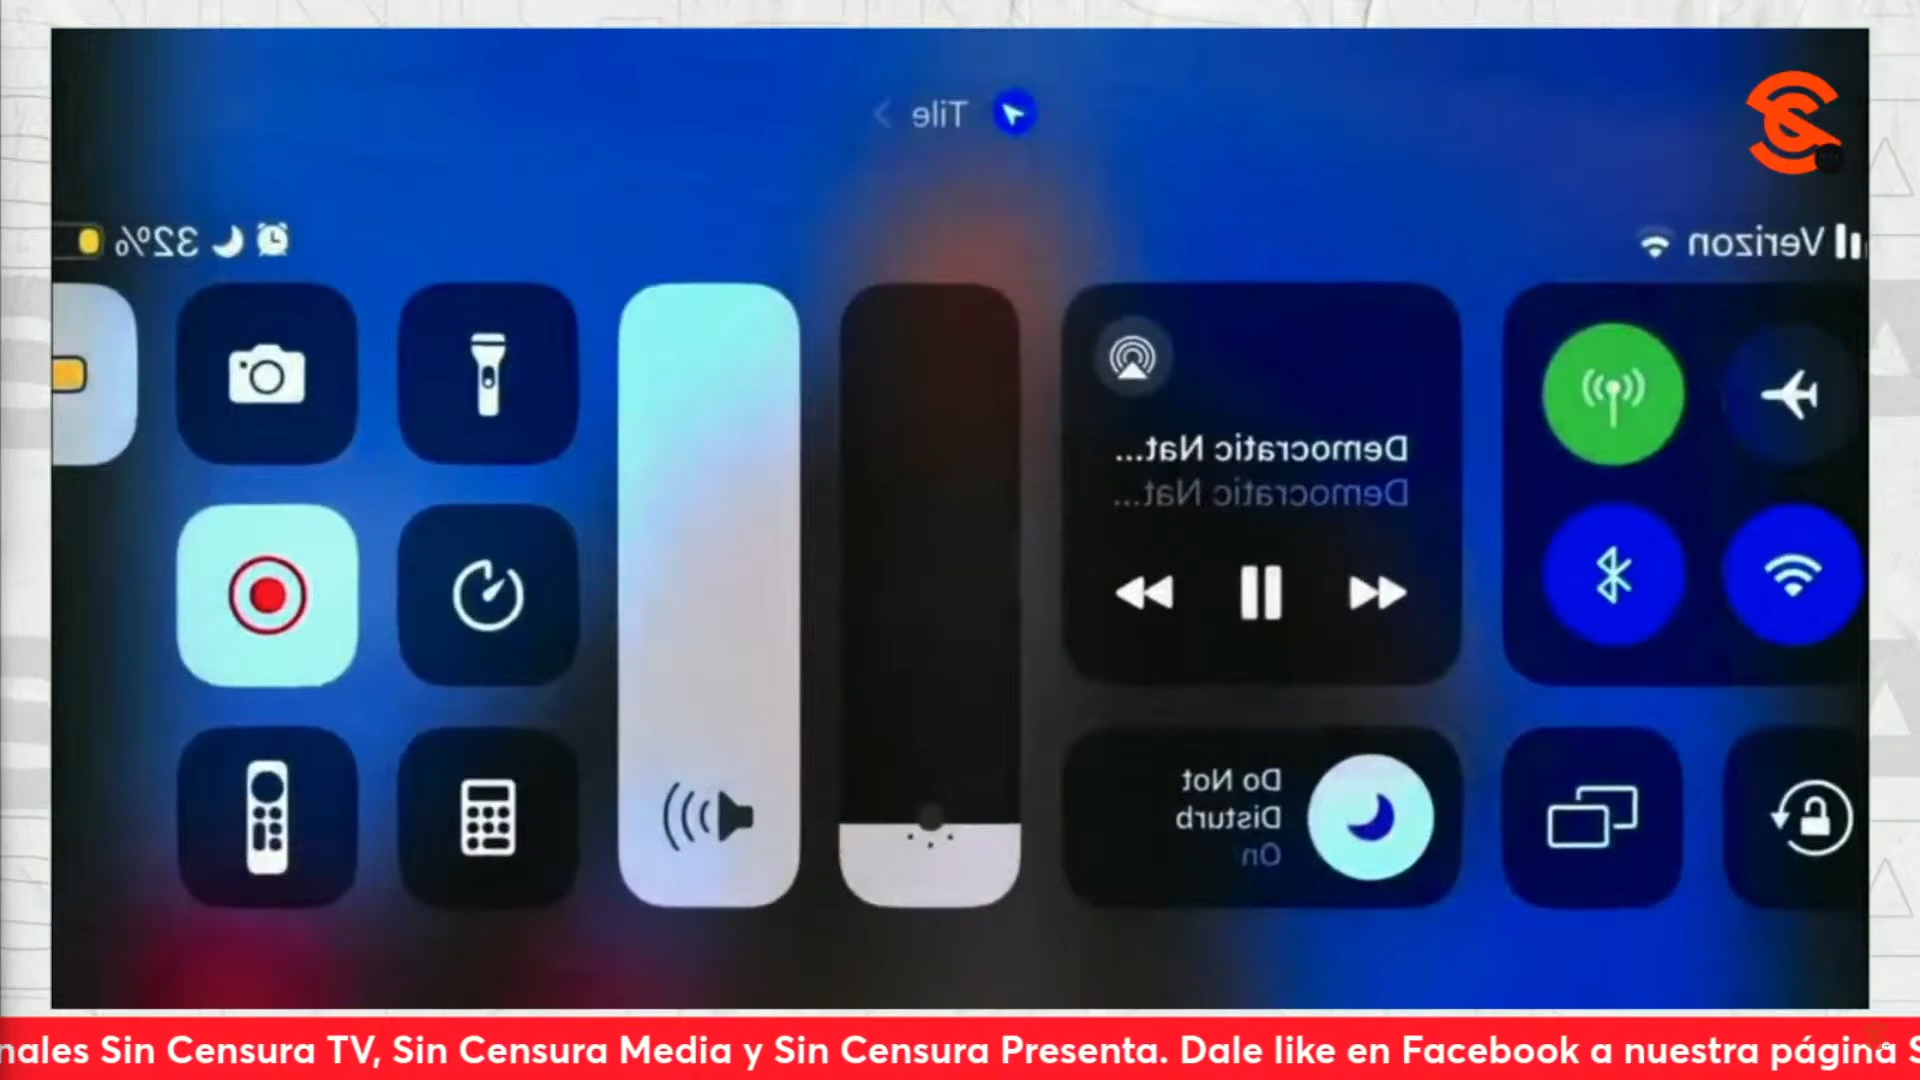 Tile
32%
Verizon
Democratic Nat...
Democratic Nat...
Do Not
Disturb
On
nales Sin Censura TV, Sin Censura Media y Sin Censura Presenta. Dale like en Facebook a nuestra página S